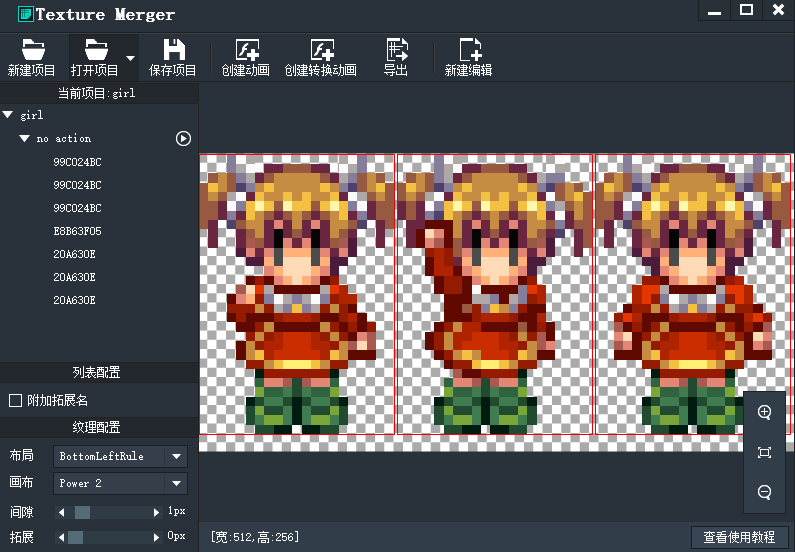 Texture Merger
新建项目 打开项目 保存项目 创建动画 创建转换动画 导出 新建编辑
当前项目:girl
girl
no action
99C024BC
99C024BC
99C024BC
E8B63F05
20A630E
20A630E
20A630E
列表配置
附加拓展名
纹理配置
布局 BottomLeftRule
画布 Power 2
间隙 1px
拓展 0px
[宽:512,高:256]
查看使用教程